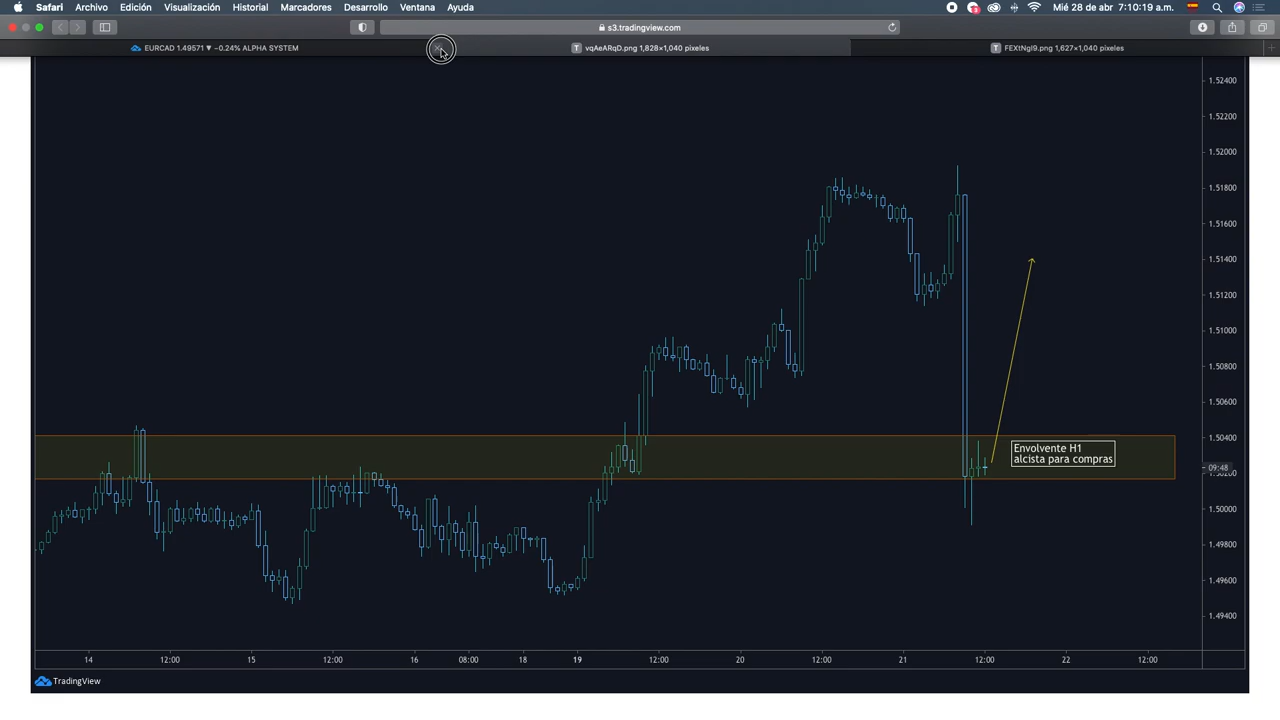 Safari Archivo Edición Visualización Historial Marcadores Desarrollo Ventana Ayuda Mié 28 de abr 7:10:19 a.m.
s3.tradingview.com
EURCAD 1.49571 ▼ −0.24% ALPHA SYSTEM
vqAeARqD.png 1,828×1,040 pixeles
FEXtNgl9.png 1,627×1,040 pixeles
1.52400
1.52200
1.52000
1.51800
1.51600
1.51400
1.51200
1.51000
1.50800
1.50600
1.50400
Envolvente H1
alcista para compras
09:48
1.50000
1.49800
1.49600
1.49400
14 12:00 15 12:00 16 08:00 18 19 12:00 20 12:00 21 12:00 22 12:00
TradingView